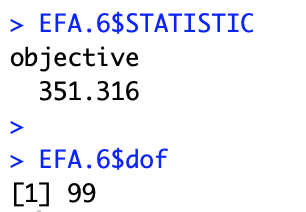 > EFA.6$STATISTIC
objective
351.316
>
> EFA.6$dof
[1] 99